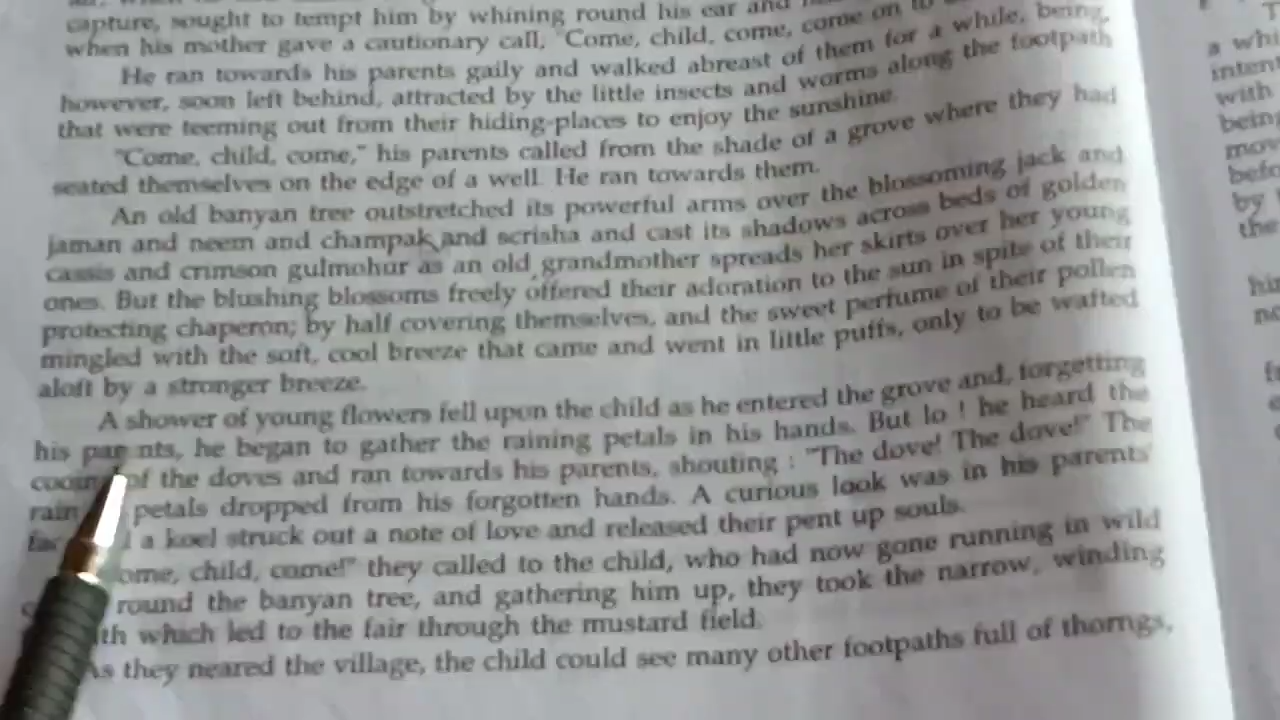 capture, sought to tempt him by whining round his ear and
when his mother gave a cautionary call, "Come, child, come, come on to
He ran towards his parents gaily and walked abreast of them for a while, being,
however, soon left behind, attracted by the little insects and worms along the footpath
that were teeming out from their hiding-places to enjoy the sunshine.
"Come, child, come," his parents called from the shade of a grove where they had
seated themselves on the edge of a well. He ran towards them.
An old banyan tree outstretched its powerful arms over the blossoming jack and
jaman and neem and champak and scrisha and cast its shadows across beds of golden
cassis and crimson gulmohur as an old grandmother spreads her skirts over her young
ones. But the blushing blossoms freely offered their adoration to the sun in spite of their
protecting chaperon; by half covering themselves, and the sweet perfume of their pollen
mingled with the soft, cool breeze that came and went in little puffs, only to be wafted
aloft by a stronger breeze.
A shower of young flowers fell upon the child as he entered the grove and, forgetting
his parents, he began to gather the raining petals in his hands. But lo ! he heard the
of the doves and ran towards his parents, shouting : "The dove! The dove!" The
rain petals dropped from his forgotten hands. A curious look was in his parents'
a koel struck out a note of love and released their pent up souls.
ome, child, come!" they called to the child, who had now gone running in wild
round the banyan tree, and gathering him up, they took the narrow, winding
th which led to the fair through the mustard field.
As they neared the village, the child could see many other footpaths full of thorngs,
a whi
intent
with
being
mov
befo
by
the